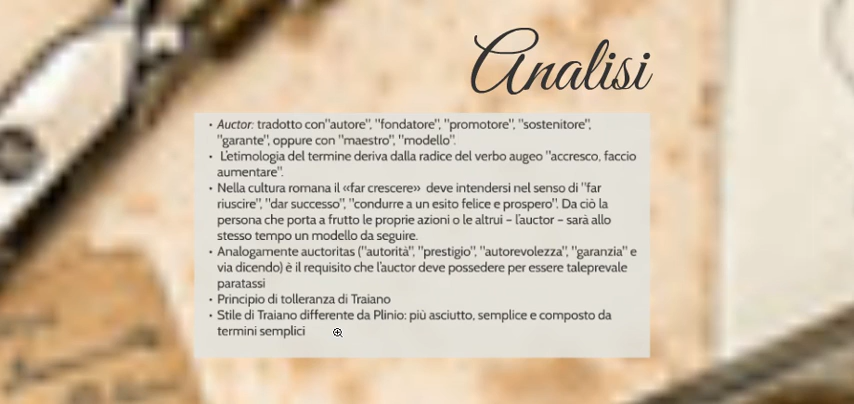 Analisi
• Auctor: tradotto con"autore", "fondatore", "promotore", "sostenitore",
"garante", oppure con "maestro", "modello".
• L'etimologia del termine deriva dalla radice del verbo augeo "accresco, faccio
aumentare".
• Nella cultura romana il «far crescere» deve intendersi nel senso di "far
riuscire", "dar successo", "condurre a un esito felice e prospero". Da ciò la
persona che porta a frutto le proprie azioni o le altrui – l'auctor – sarà allo
stesso tempo un modello da seguire.
• Analogamente auctoritas ("autorità", "prestigio", "autorevolezza", "garanzia" e
via dicendo) è il requisito che l'auctor deve possedere per essere taleprevale
paratassi
• Principio di tolleranza di Traiano
• Stile di Traiano differente da Plinio: più asciutto, semplice e composto da
termini semplici